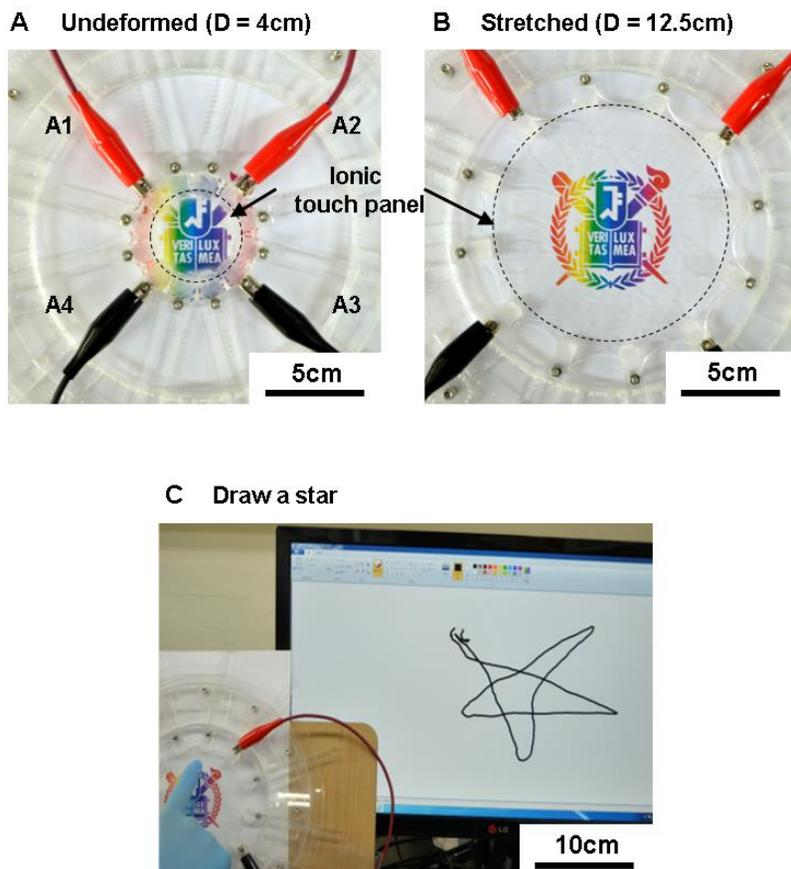 A Undeformed (D = 4cm)
B Stretched (D = 12.5cm)
A1
A2
Ionic
touch panel
VERI LUX
TAS MEA
VERI LUX
TAS MEA
A4
A3
5cm
5cm
C Draw a star
LG
10cm